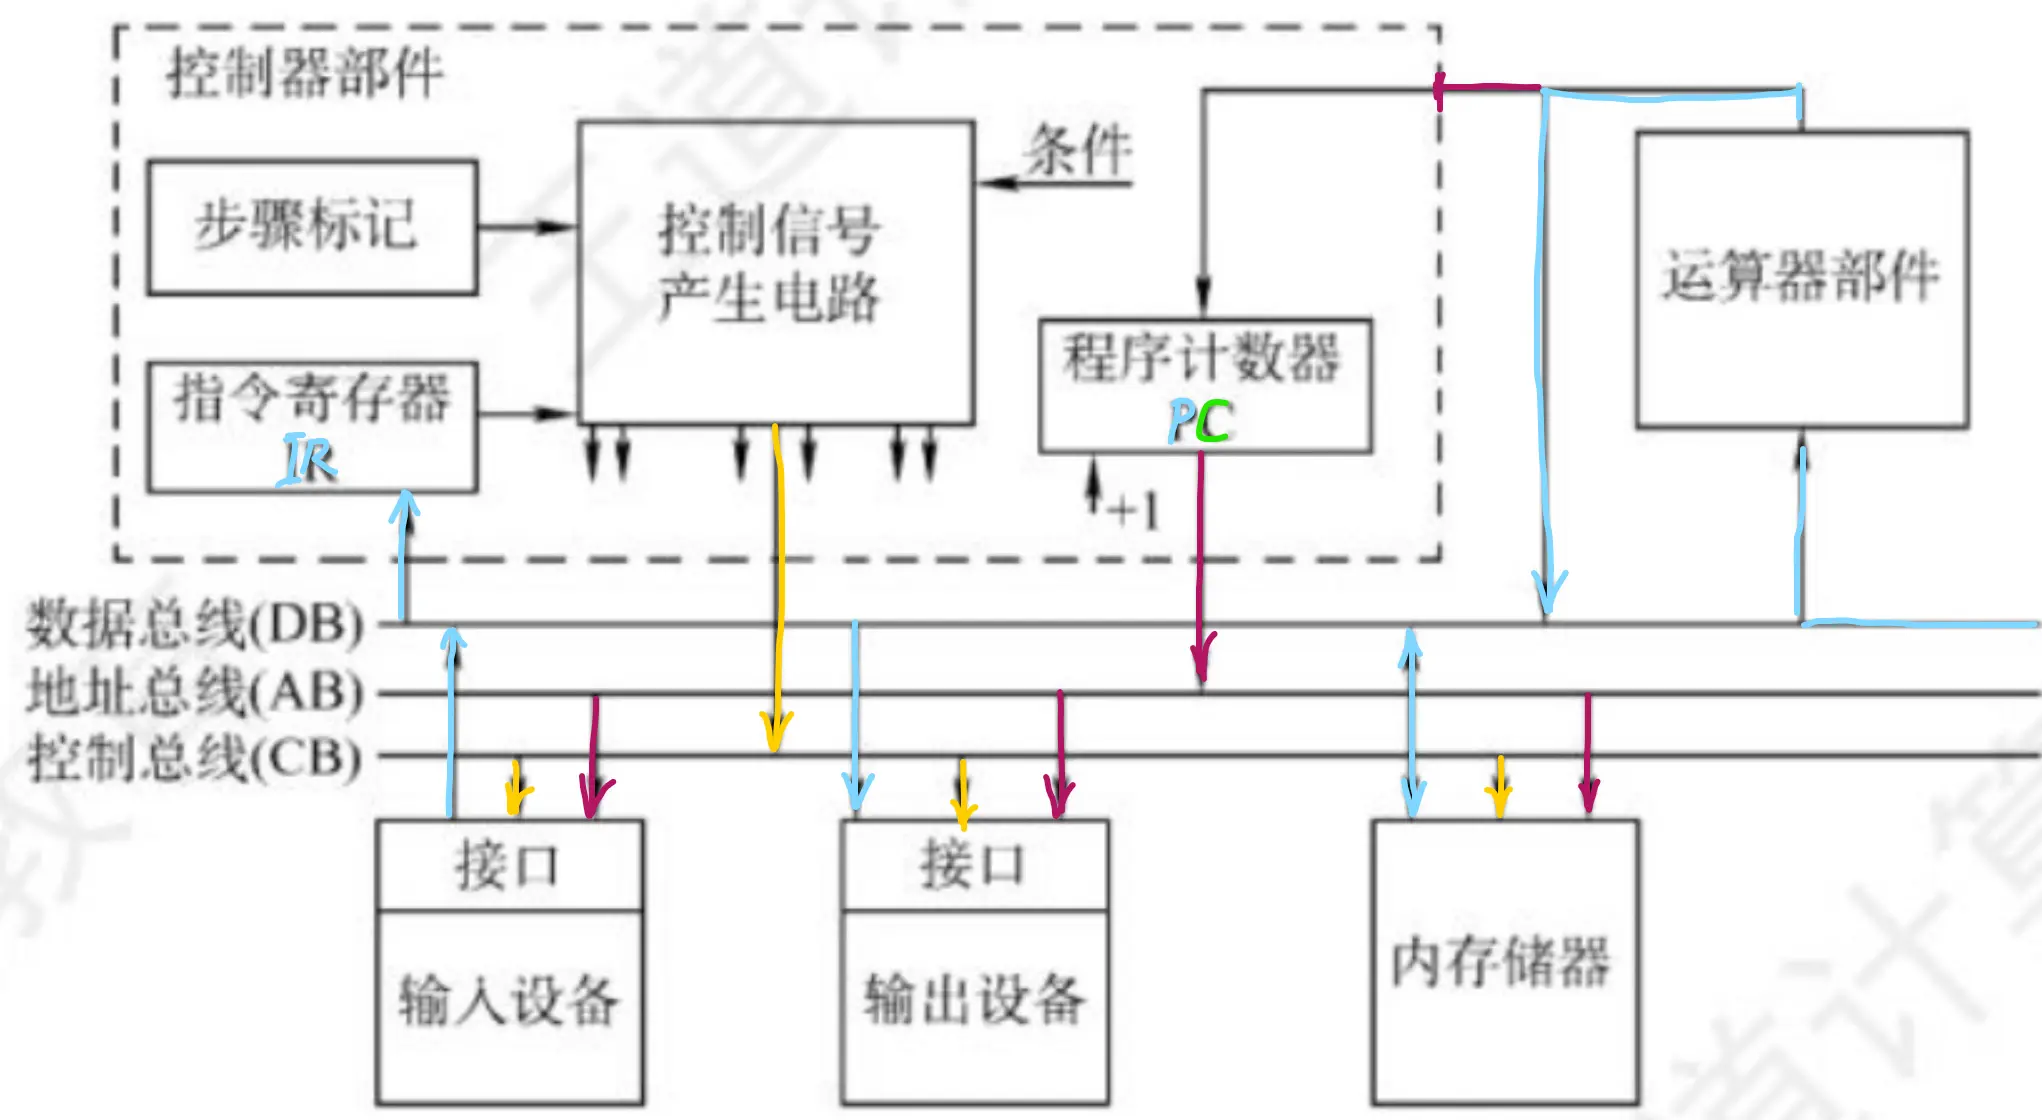 控制器部件
条件
步骤标记
控制信号
产生电路
运算器部件
指令寄存器
IR
程序计数器
PC
+1
数据总线(DB)
地址总线(AB)
控制总线(CB)
接口
接口
输入设备
输出设备
内存储器